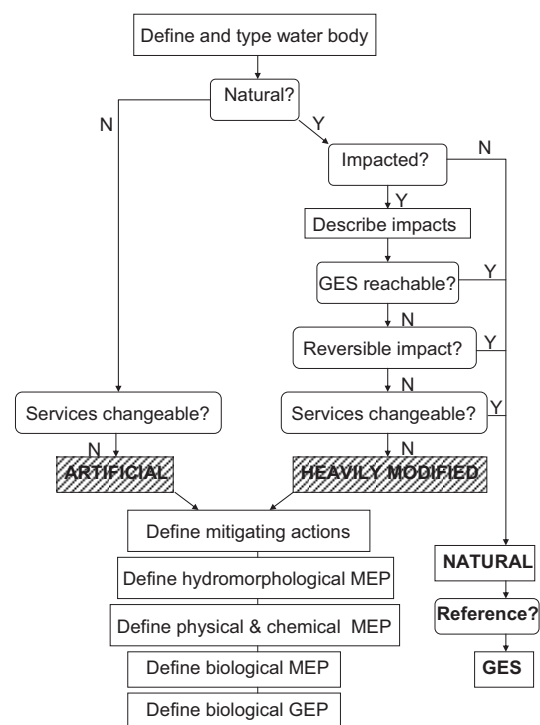 Define and type water body
Natural?
N
Y
Impacted?
N
Y
Describe impacts
GES reachable?
Y
N
Reversible impact?
Y
N
Services changeable?
Services changeable?
Y
N
N
ARTIFICIAL
HEAVILY MODIFIED
Define mitigating actions
Define hydromorphological MEP
Define physical & chemical MEP
Define biological MEP
Define biological GEP
NATURAL
Reference?
GES